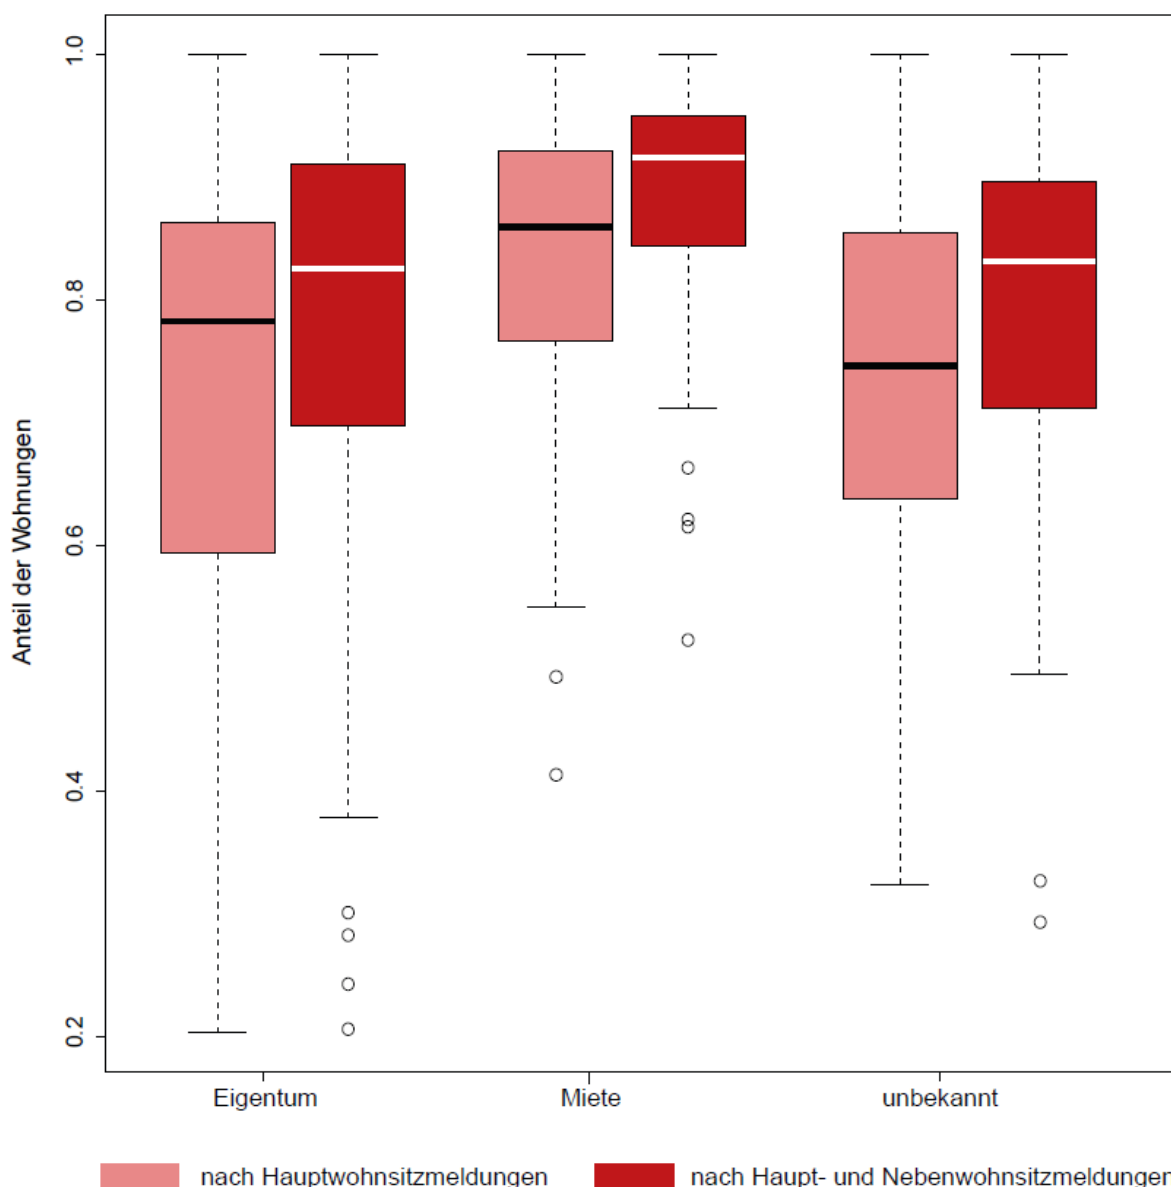 1.0
0.8
0.6
0.4
0.2
Anteil der Wohnungen
Eigentum Miete unbekannt
nach Hauptwohnsitzmeldungen nach Haupt- und Nebenwohnsitzmeldungen